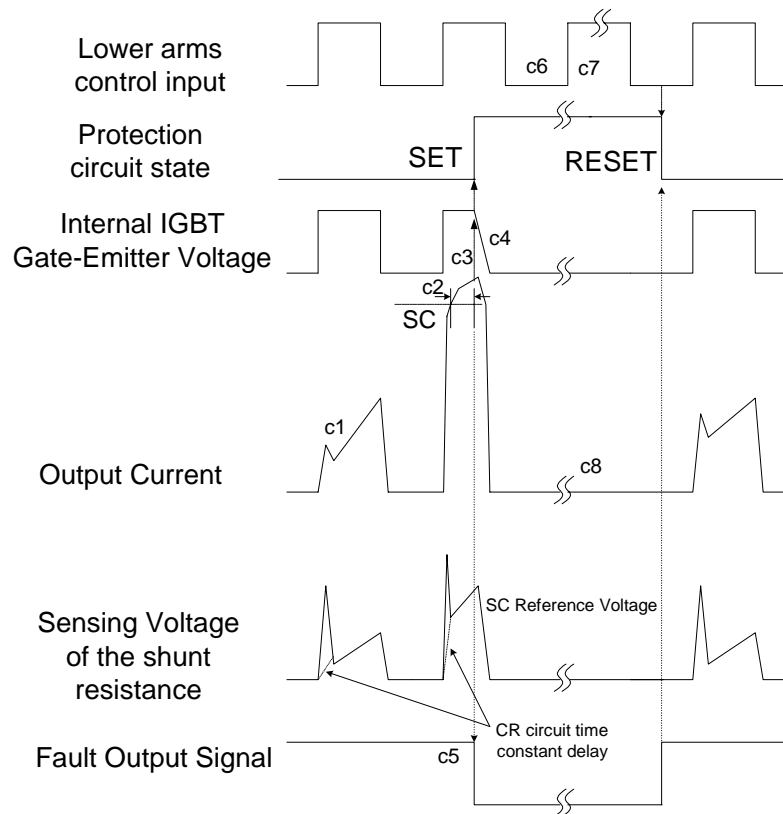 Lower arms
control input
c6
c7
Protection
circuit state
SET
RESET
Internal IGBT
Gate-Emitter Voltage
c4
c3
c2
SC
c1
Output Current
c8
Sensing Voltage
of the shunt
resistance
SC Reference Voltage
CR circuit time
constant delay
Fault Output Signal
c5